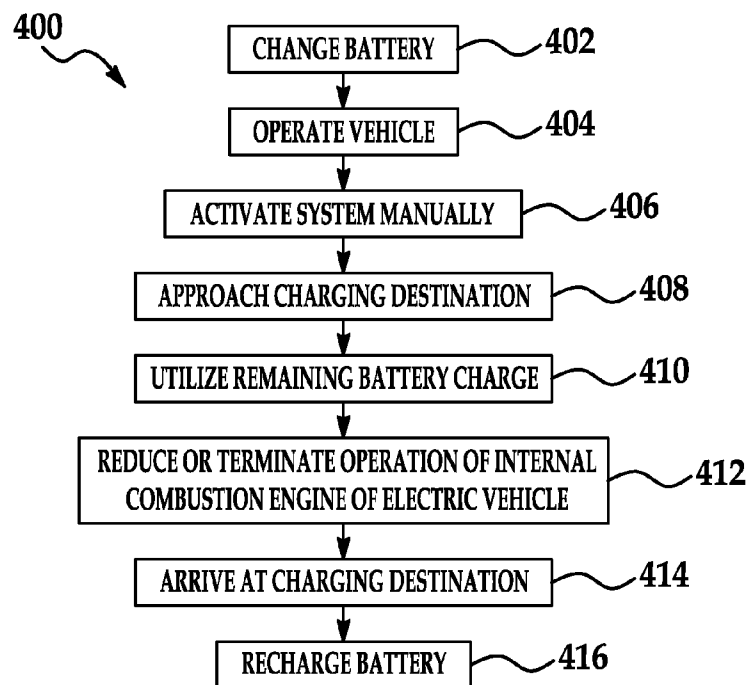 400
CHANGE BATTERY 402
OPERATE VEHICLE 404
ACTIVATE SYSTEM MANUALLY 406
APPROACH CHARGING DESTINATION 408
UTILIZE REMAINING BATTERY CHARGE 410
REDUCE OR TERMINATE OPERATION OF INTERNAL
COMBUSTION ENGINE OF ELECTRIC VEHICLE 412
ARRIVE AT CHARGING DESTINATION 414
RECHARGE BATTERY 416